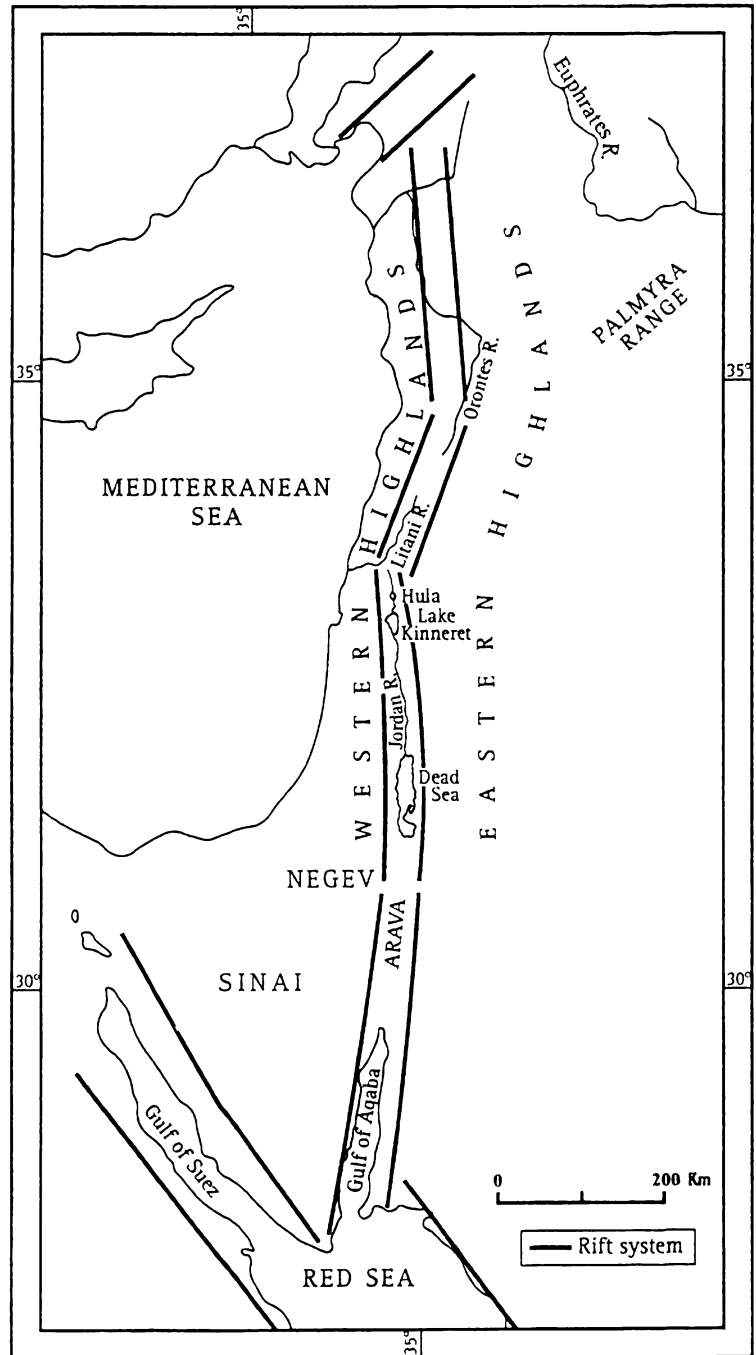 35°
Euphrates R.
PALMYRA
RANGE
35°
35°
Orontes R.
MEDITERRANEAN
SEA
WESTERN HIGHLANDS
EASTERN HIGHLANDS
Litani R.
Hula
Lake
Kinneret
Jordan R.
Dead
Sea
NEGEV
ARAVA
SINAI
30°
30°
Gulf of Suez
Gulf of Aqaba
0 200 Km
Rift system
RED SEA
35°